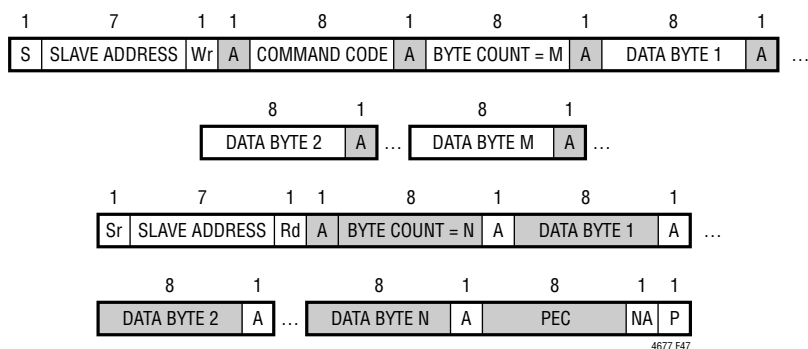 1 7 1 1 8 1 8 1 8 1
S SLAVE ADDRESS Wr A COMMAND CODE A BYTE COUNT = M A DATA BYTE 1 A …
8 1 8 1
DATA BYTE 2 A … DATA BYTE M A …
1 7 1 1 8 1 8 1
Sr SLAVE ADDRESS Rd A BYTE COUNT = N A DATA BYTE 1 A …
8 1 8 1 8 1 1
DATA BYTE 2 A … DATA BYTE N A PEC NA P
4677 F47